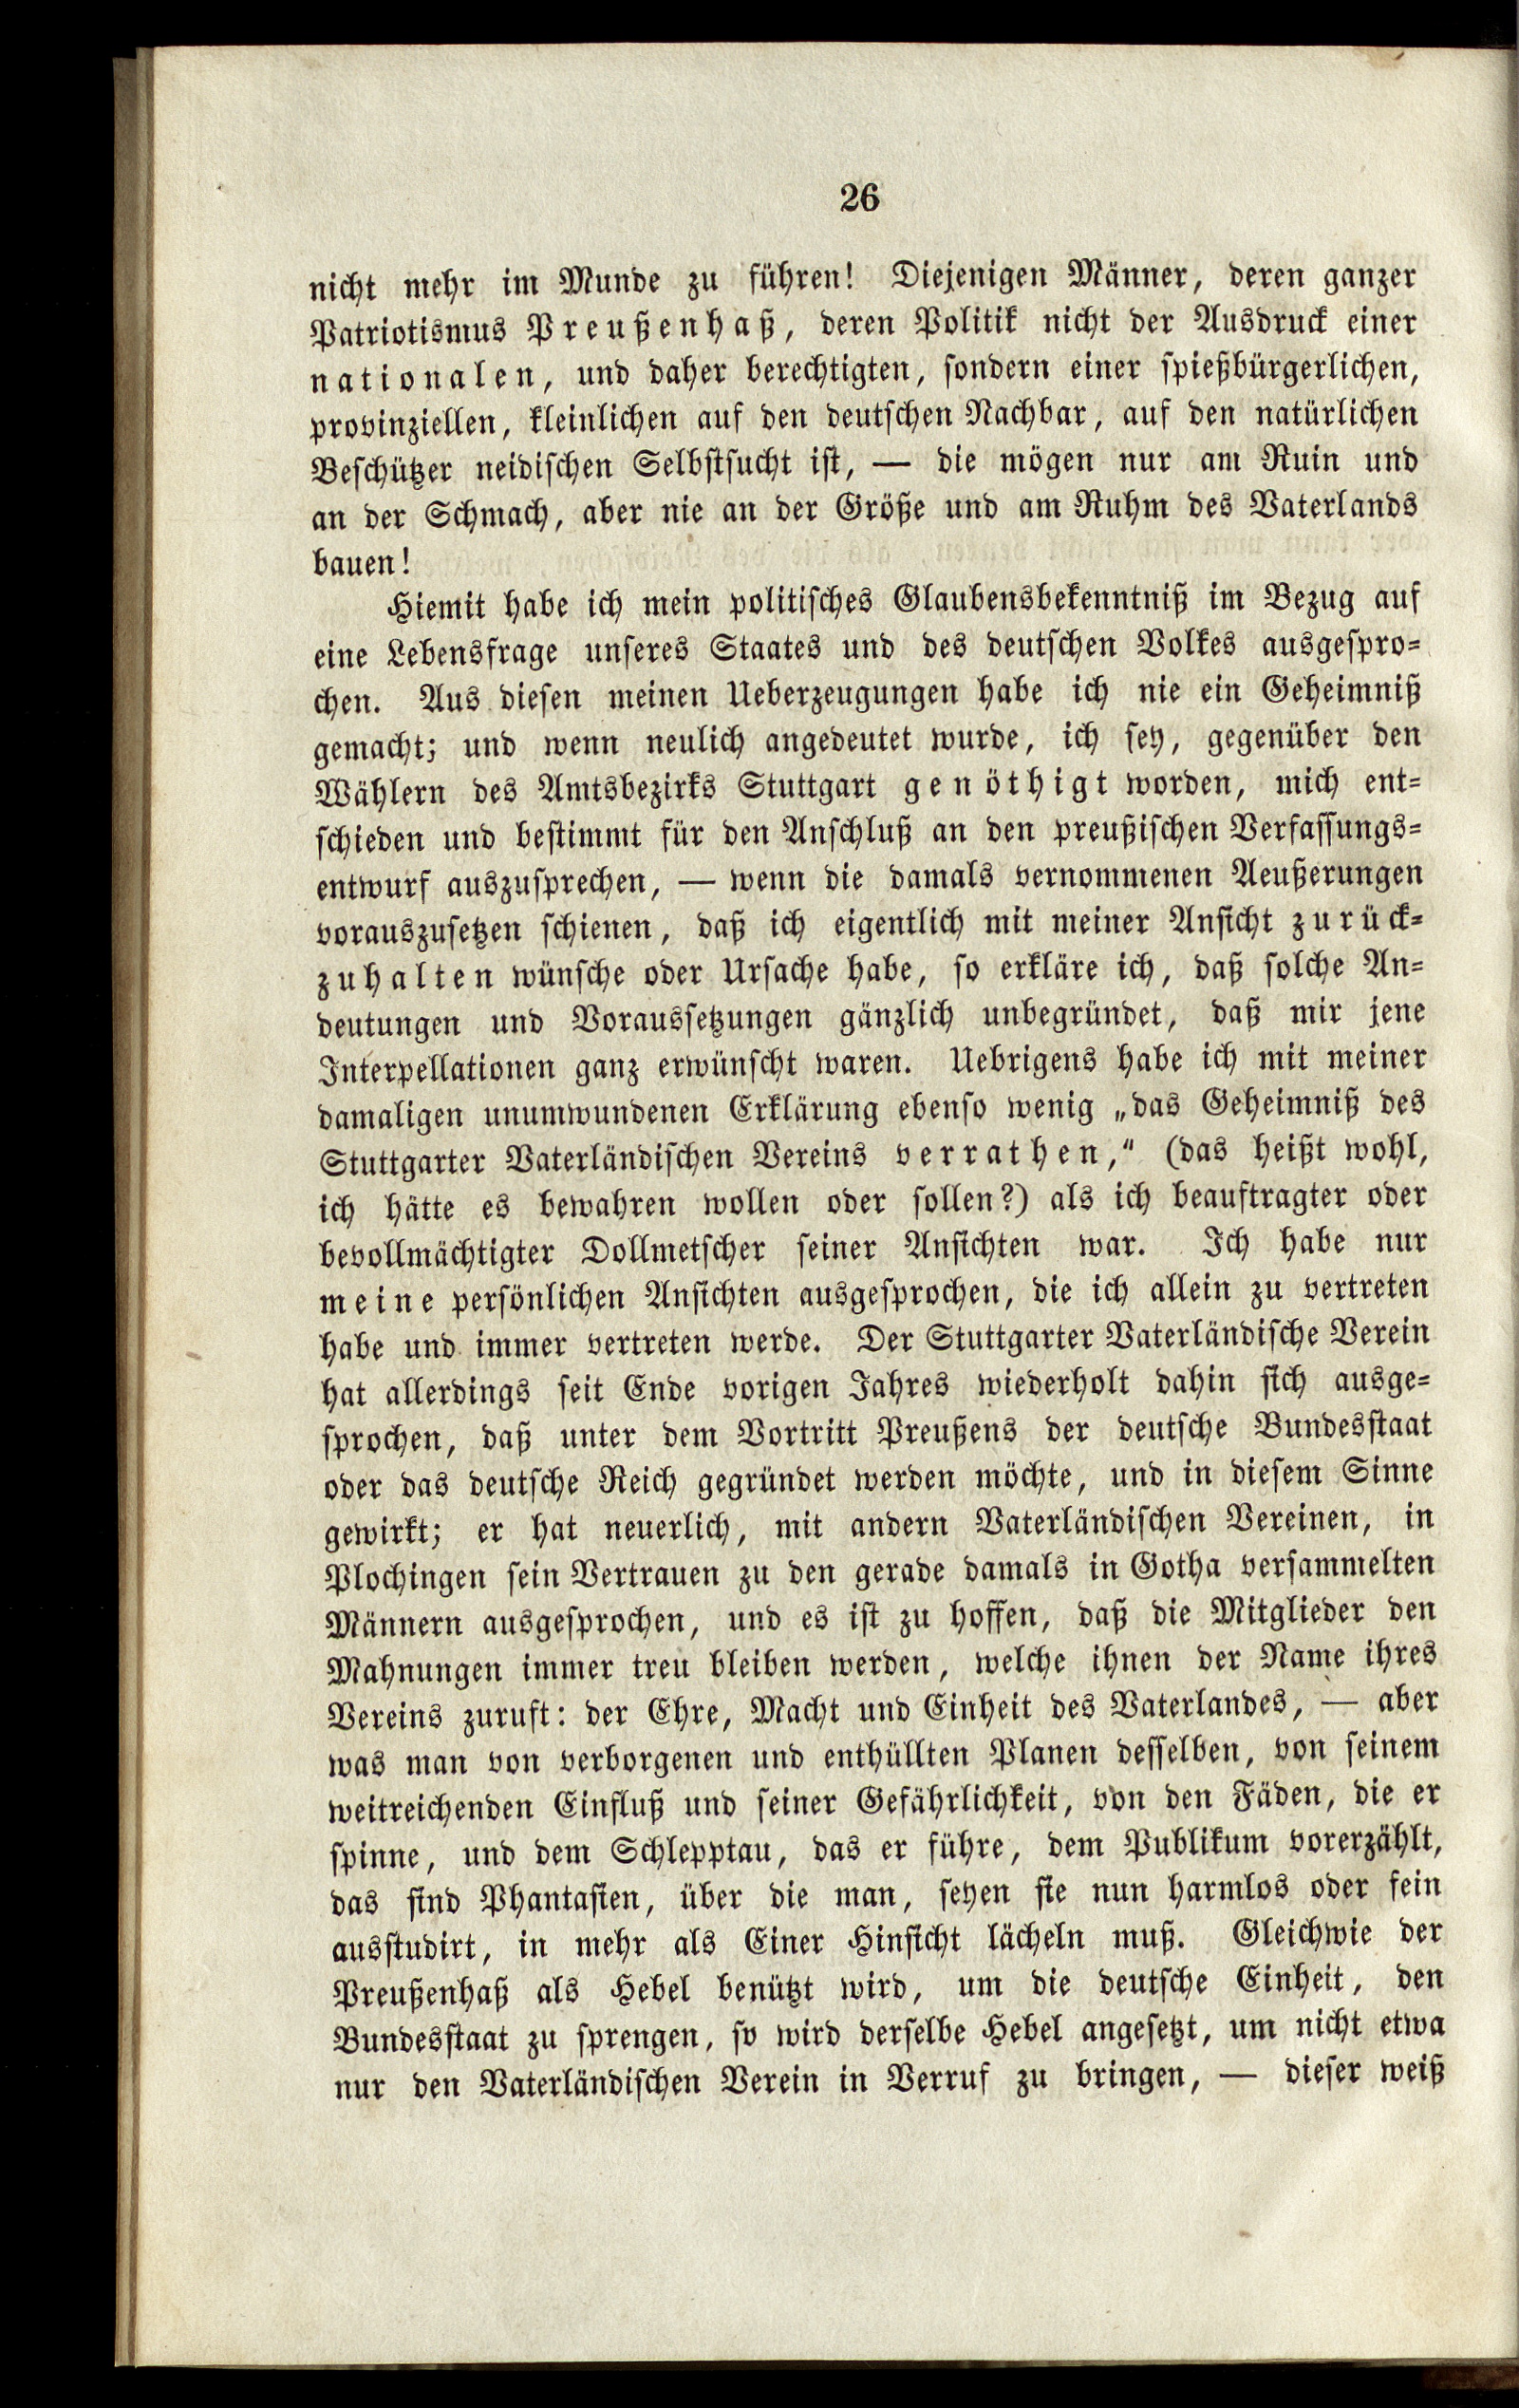 26
nicht mehr im Munde zu führen! Diejenigen Männer, deren ganzer
Patriotismus Preußenhaß, deren Politik nicht der Ausdruck einer
nationalen, und daher berechtigten, sondern einer spießbürgerlichen,
provinziellen, kleinlichen auf den deutschen Nachbar, auf den natürlichen
Beschützer neidischen Selbstsucht ist, — die mögen nur am Ruin und
an der Schmach, aber nie an der Größe und am Ruhm des Vaterlands
bauen!
Hiemit habe ich mein politisches Glaubensbekenntniß im Bezug auf
eine Lebensfrage unseres Staates und des deutschen Volkes ausgespro-
chen. Aus diesen meinen Ueberzeugungen habe ich nie ein Geheimniß
gemacht; und wenn neulich angedeutet wurde, ich sey, gegenüber den
Wählern des Amtsbezirks Stuttgart genöthigt worden, mich ent-
schieden und bestimmt für den Anschluß an den preußischen Verfassungs-
entwurf auszusprechen, — wenn die damals vernommenen Aeußerungen
vorauszusetzen schienen, daß ich eigentlich mit meiner Ansicht zurück-
zuhalten wünsche oder Ursache habe, so erkläre ich, daß solche An-
deutungen und Voraussetzungen gänzlich unbegründet, daß mir jene
Interpellationen ganz erwünscht waren. Uebrigens habe ich mit meiner
damaligen unumwundenen Erklärung ebenso wenig „das Geheimniß des
Stuttgarter Vaterländischen Vereins verrathen,“ (das heißt wohl,
ich hätte es bewahren wollen oder sollen?) als ich beauftragter oder
bevollmächtigter Dollmetscher seiner Ansichten war. Ich habe nur
meine persönlichen Ansichten ausgesprochen, die ich allein zu vertreten
habe und immer vertreten werde. Der Stuttgarter Vaterländische Verein
hat allerdings seit Ende vorigen Jahres wiederholt dahin sich ausge-
sprochen, daß unter dem Vortritt Preußens der deutsche Bundesstaat
oder das deutsche Reich gegründet werden möchte, und in diesem Sinne
gewirkt; er hat neuerlich, mit andern Vaterländischen Vereinen, in
Plochingen sein Vertrauen zu den gerade damals in Gotha versammelten
Männern ausgesprochen, und es ist zu hoffen, daß die Mitglieder den
Mahnungen immer treu bleiben werden, welche ihnen der Name ihres
Vereins zuruft: der Ehre, Macht und Einheit des Vaterlandes, — aber
was man von verborgenen und enthüllten Planen desselben, von seinem
weitreichenden Einfluß und seiner Gefährlichkeit, von den Fäden, die er
spinne, und dem Schlepptau, das er führe, dem Publikum vorerzählt,
das sind Phantasien, über die man, seyen sie nun harmlos oder fein
ausstudirt, in mehr als Einer Hinsicht lächeln muß. Gleichwie der
Preußenhaß als Hebel benützt wird, um die deutsche Einheit, den
Bundesstaat zu sprengen, so wird derselbe Hebel angesetzt, um nicht etwa
nur den Vaterländischen Verein in Verruf zu bringen, — dieser weiß